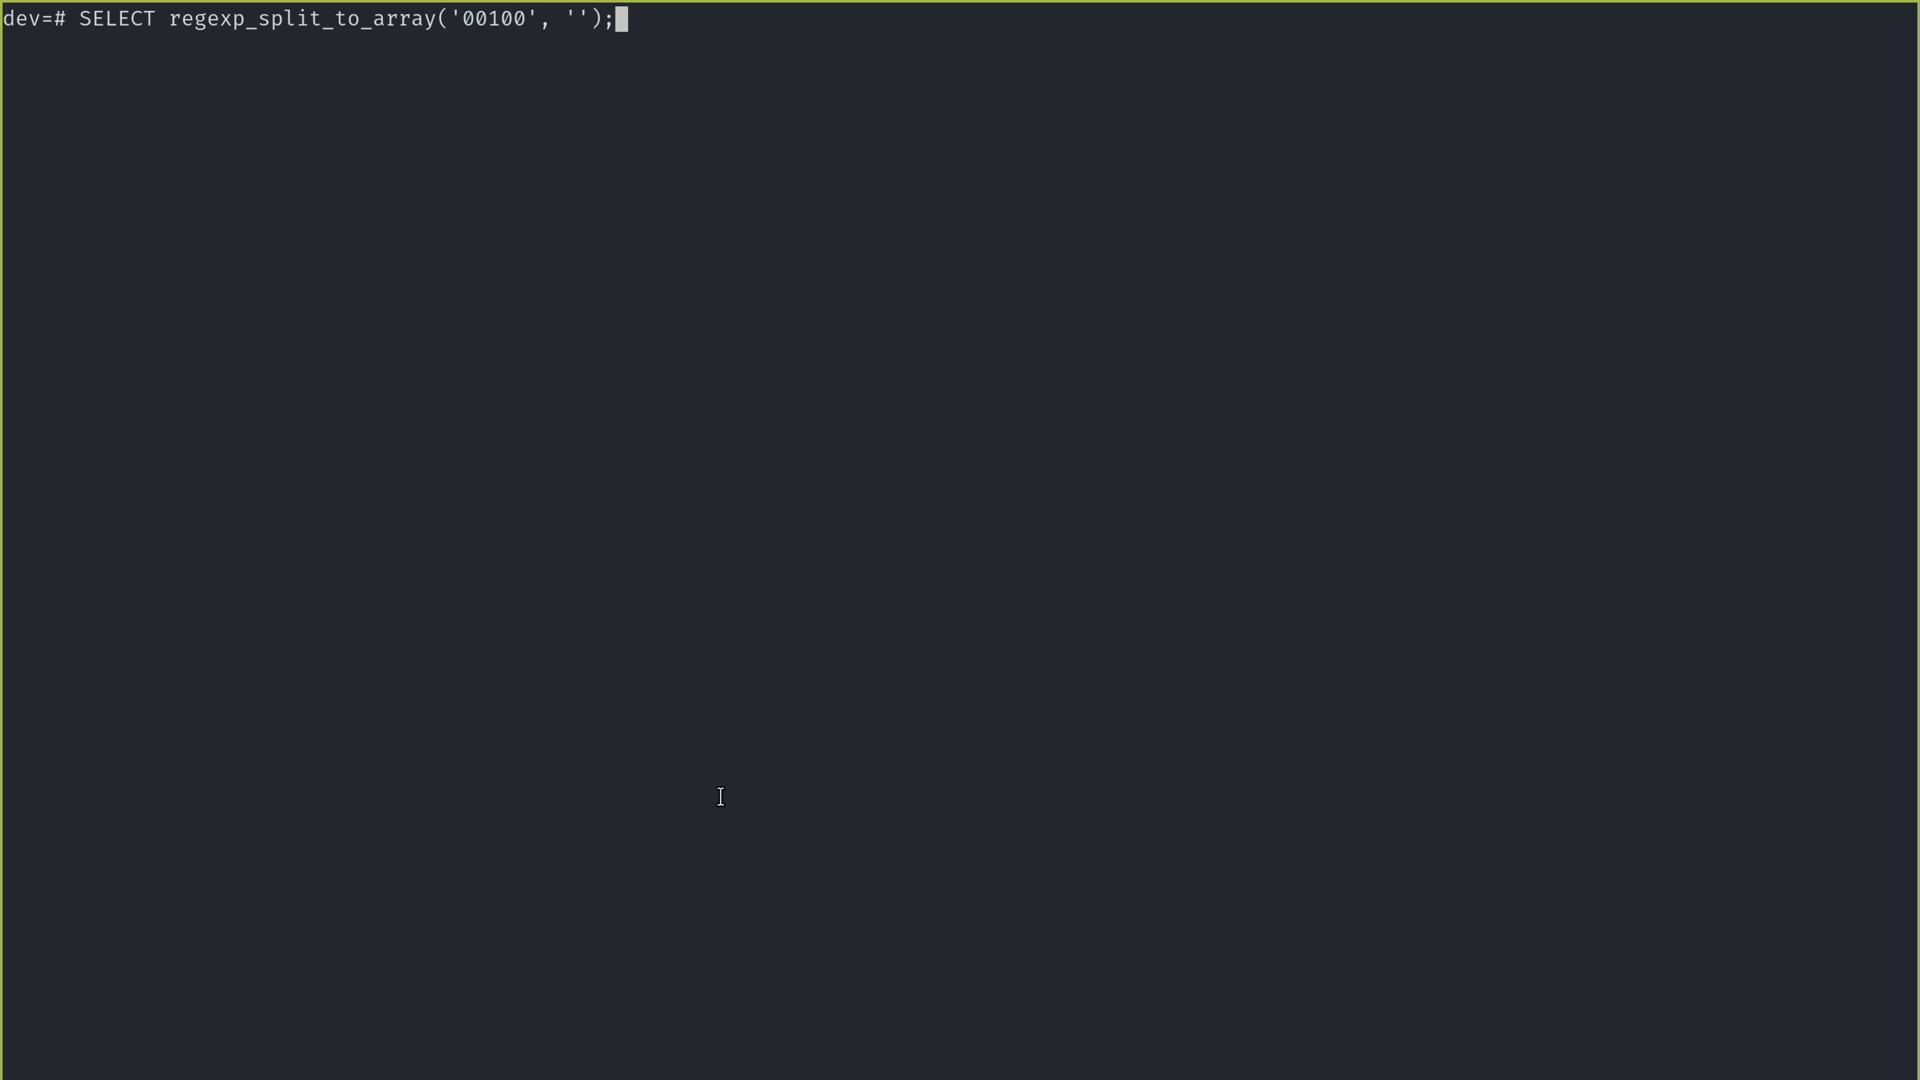 dev=# SELECT regexp_split_to_array('00100', '');